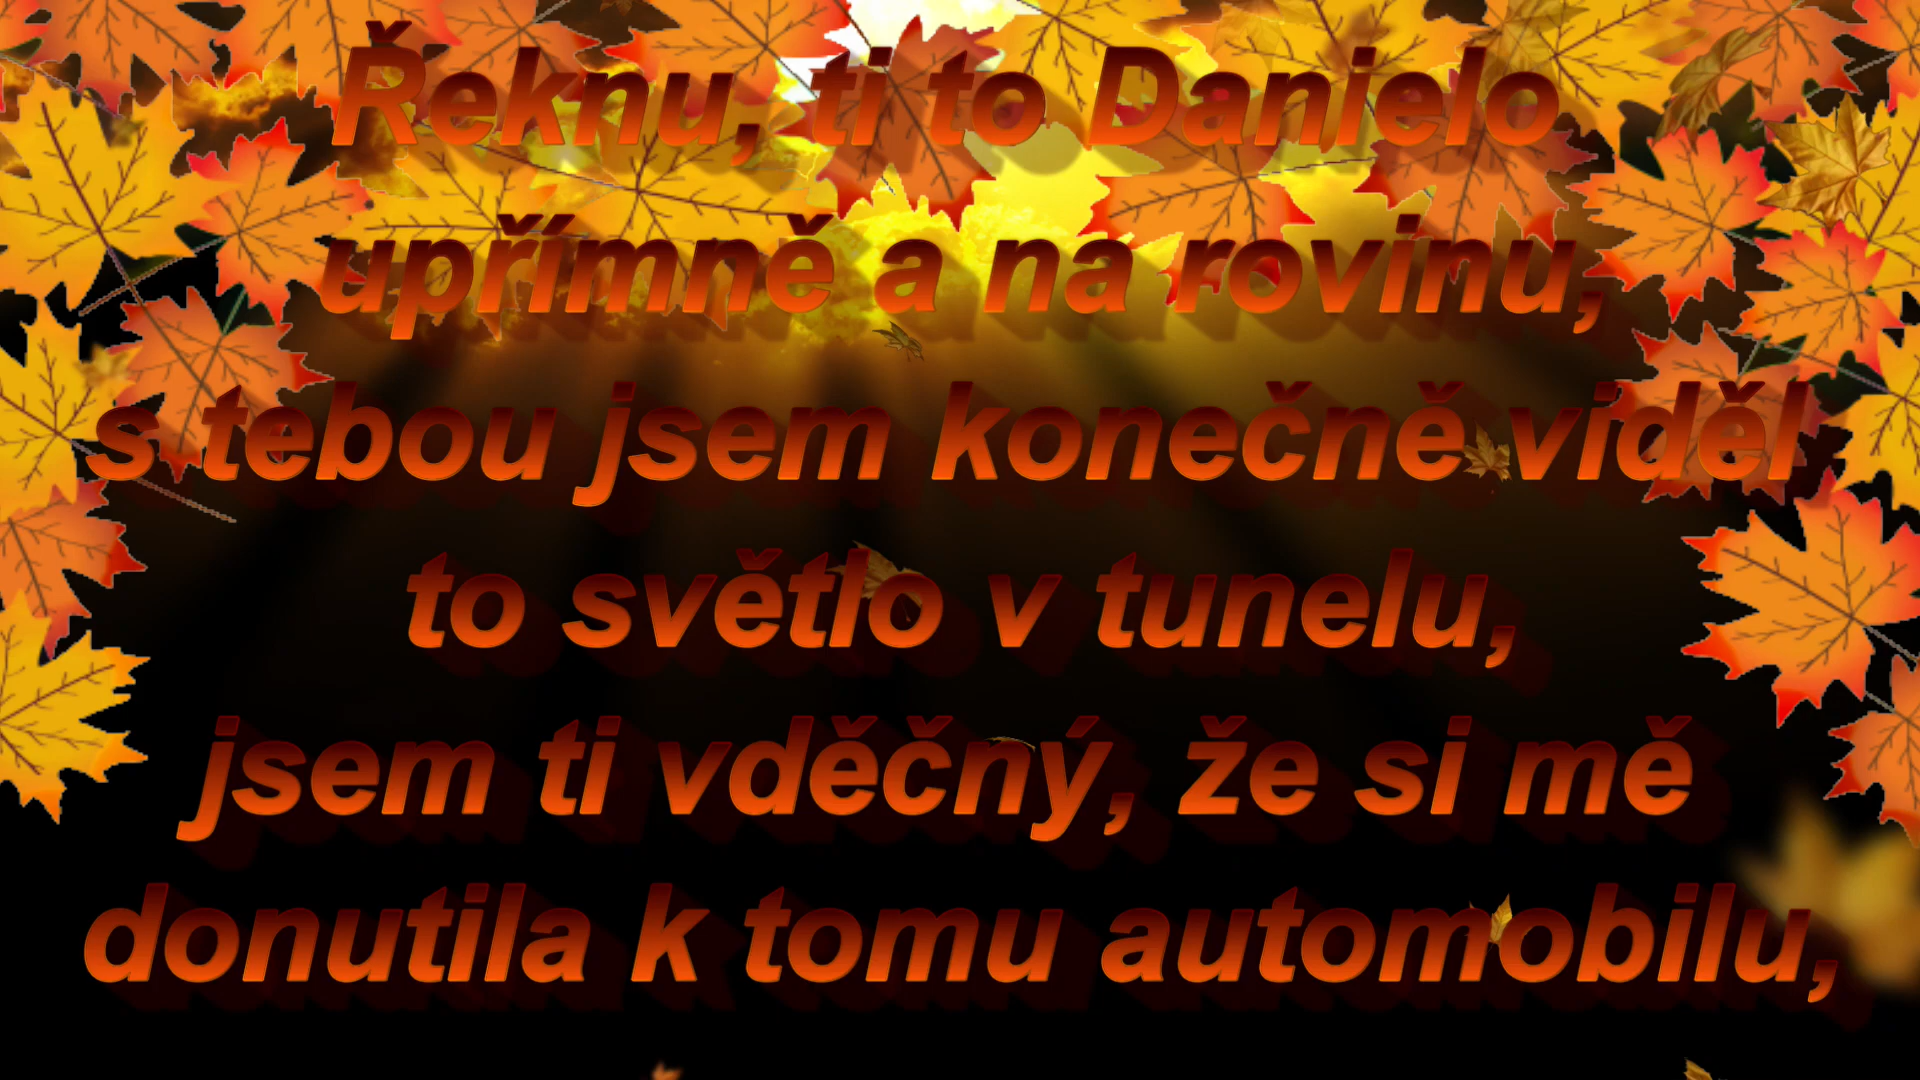 Řeknu, ti to Danielo
upřímně a na rovinu,
s tebou jsem konečně viděl
to světlo v tunelu,
jsem ti vděčný, že si mě
donutila k tomu automobilu,